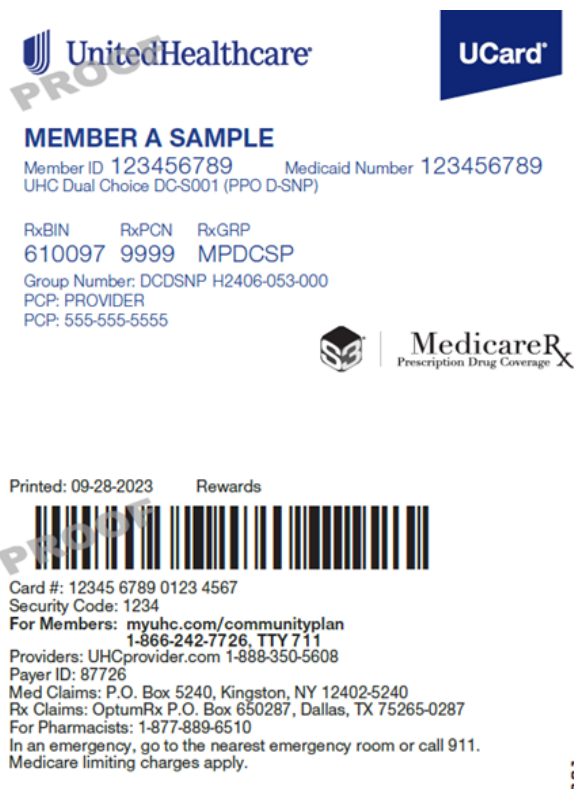 United Healthcare
UCard
PROOF
MEMBER A SAMPLE
Member ID 123456789 Medicaid Number 123456789
UHC Dual Choice DC-S001 (PPO D-SNP)
RxBIN RxPCN RxGRP
610097 9999 MPDCSP
Group Number: DCDSNP H2406-053-000
PCP: PROVIDER
PCP: 555-555-5555
S3
MedicareRx
Prescription Drug Coverage
Printed: 09-28-2023 Rewards
PROOF
Card #: 12345 6789 0123 4567
Security Code: 1234
For Members: myuhc.com/communityplan
1-866-242-7726, TTY 711
Providers: UHCprovider.com 1-888-350-5608
Payer ID: 87726
Med Claims: P.O. Box 5240, Kingston, NY 12402-5240
Rx Claims: OptumRx P.O. Box 650287, Dallas, TX 75265-0287
For Pharmacists: 1-877-889-6510
In an emergency, go to the nearest emergency room or call 911.
Medicare limiting charges apply.